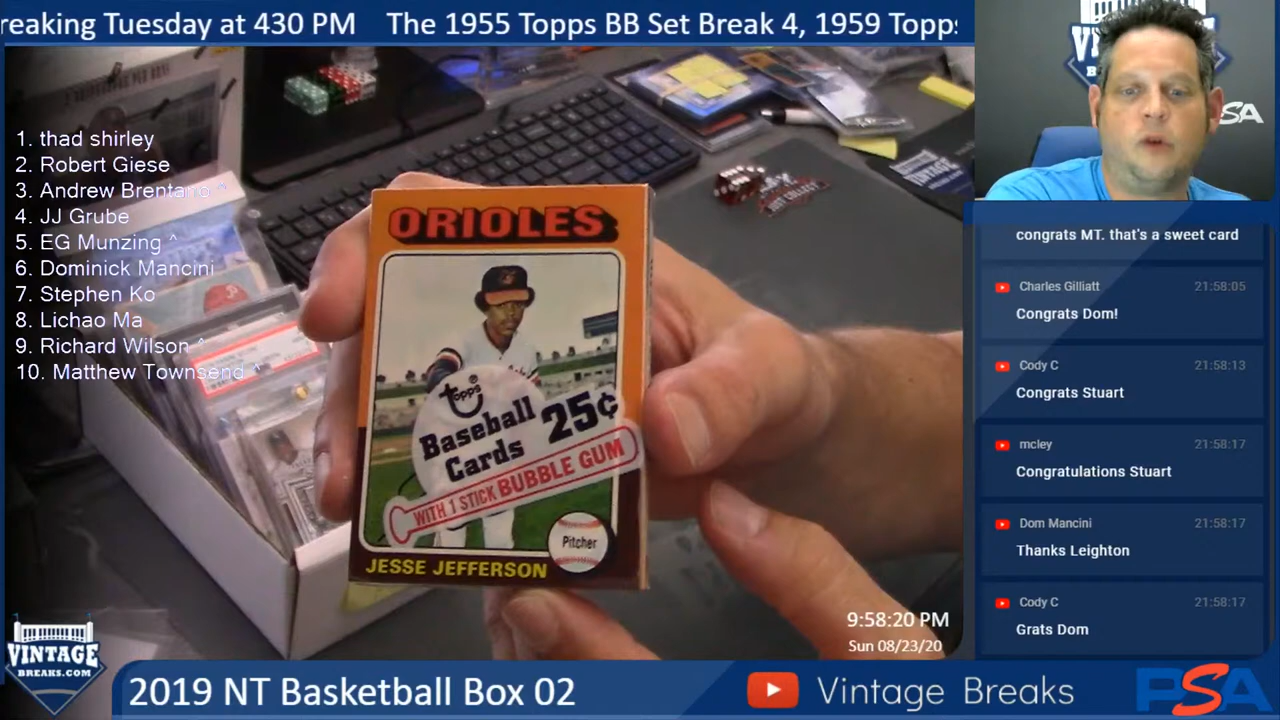 reaking Tuesday at 430 PM The 1955 Topps BB Set Break 4, 1959 Topps
1. thad shirley
2. Robert Giese
3. Andrew Brentano ^
4. JJ Grube
5. EG Munzing ^
6. Dominick Mancini
7. Stephen Ko
8. Lichao Ma
9. Richard Wilson ^
10. Matthew Townsend ^
ORIOLES
topps
Baseball
Cards 25¢
WITH 1 STICK BUBBLE GUM
Pitcher
JESSE JEFFERSON
congrats MT. that's a sweet card
Charles Gilliatt 21:58:05
Congrats Dom!
Cody C 21:58:13
Congrats Stuart
mcley 21:58:17
Congratulations Stuart
Dom Mancini 21:58:17
Thanks Leighton
Cody C 21:58:17
Grats Dom
9:58:20 PM
Sun 08/23/20
VINTAGE
BREAKS.COM
2019 NT Basketball Box 02
Vintage Breaks
PSA